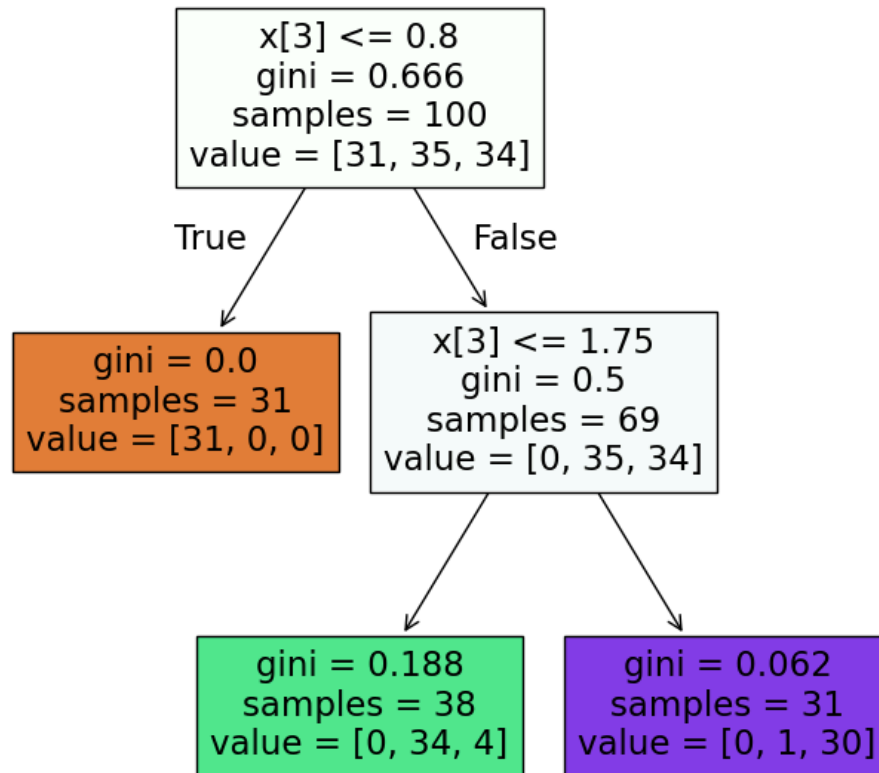 x[3] <= 0.8
gini = 0.666
samples = 100
value = [31, 35, 34]
True
False
gini = 0.0
samples = 31
value = [31, 0, 0]
x[3] <= 1.75
gini = 0.5
samples = 69
value = [0, 35, 34]
gini = 0.188
samples = 38
value = [0, 34, 4]
gini = 0.062
samples = 31
value = [0, 1, 30]